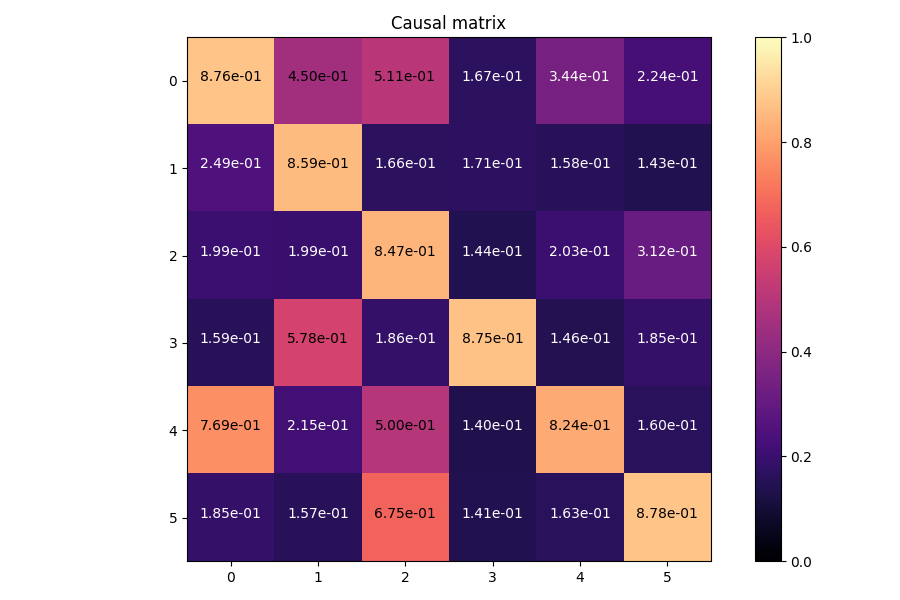 Causal matrix
0 8.76e-01 4.50e-01 5.11e-01 1.67e-01 3.44e-01 2.24e-01
1 2.49e-01 8.59e-01 1.66e-01 1.71e-01 1.58e-01 1.43e-01
2 1.99e-01 1.99e-01 8.47e-01 1.44e-01 2.03e-01 3.12e-01
3 1.59e-01 5.78e-01 1.86e-01 8.75e-01 1.46e-01 1.85e-01
4 7.69e-01 2.15e-01 5.00e-01 1.40e-01 8.24e-01 1.60e-01
5 1.85e-01 1.57e-01 6.75e-01 1.41e-01 1.63e-01 8.78e-01
0 1 2 3 4 5
1.0
0.8
0.6
0.4
0.2
0.0